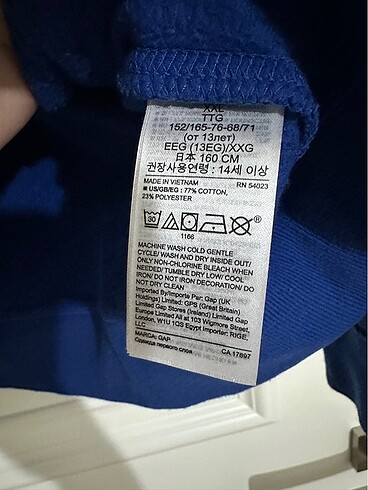 XXL
TTG
152/165-76-68/71
(от 13лет)
EEG (13EG)/XXG
日本 160 CM
권장사용연령 : 14세 이상
MADE IN VIETNAM RN 54023
■ US/GB/EG : 77% COTTON,
23% POLYESTER
30 ®
1166
MACHINE WASH COLD GENTLE
CYCLE/ WASH AND DRY INSIDE OUT/
ONLY NON-CHLORINE BLEACH WHEN
NEEDED/ TUMBLE DRY LOW/ COOL
IRON/ DO NOT IRON DECORATION/ DO
NOT DRY CLEAN
Imported By/Importe Par: Gap (UK
Holdings) Limited: GPS (Great Britain)
Limited Gap Stores (Ireland) Limited Gap
Europe Limited All at 103 Wigmore Street,
London, W1U 1QS Egypt Importer: RIGE
LLC
MARCA: GAP CA 17897
Одежда первого слоя